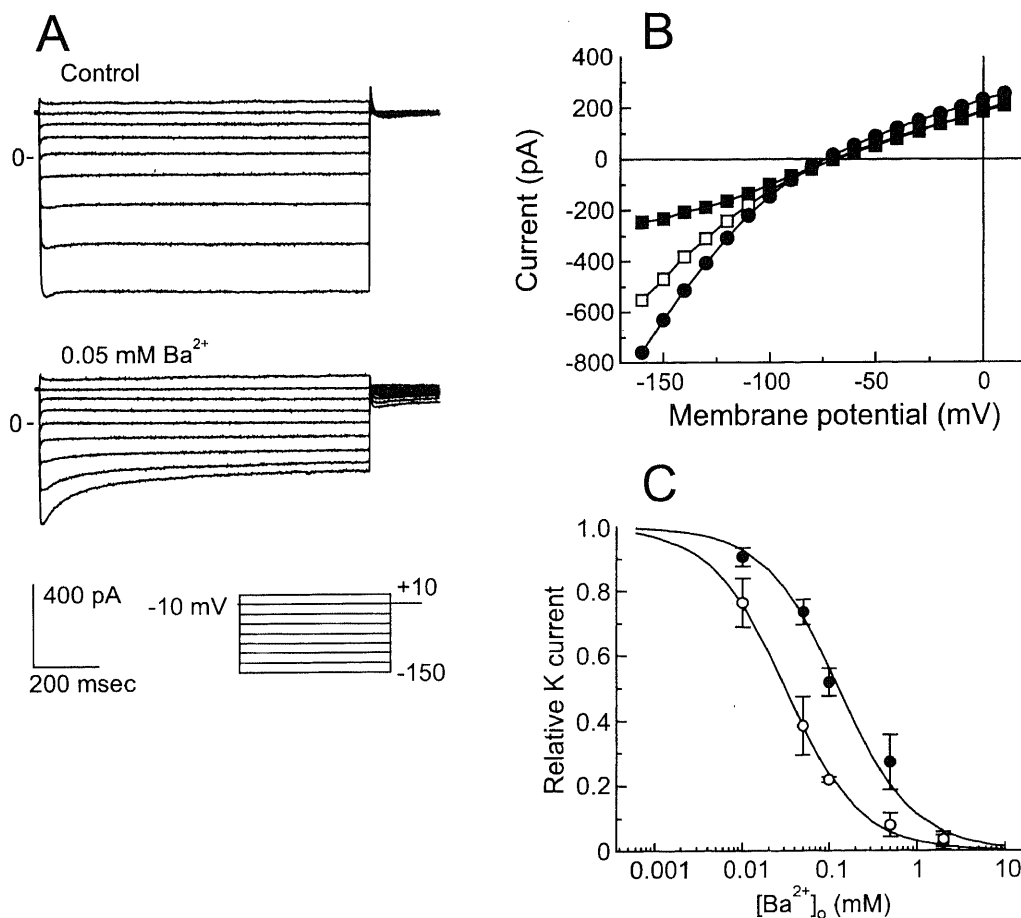 A
Control
0
0.05 mM Ba²⁺
0
400 pA
200 msec
-10 mV
+10
-150
B
400
200
0
-200
-400
-600
-800
Current (pA)
-150
-100
-50
0
Membrane potential (mV)
C
1.0
0.8
0.6
0.4
0.2
0
Relative K current
0.001
0.01
0.1
1
10
[Ba²⁺]ₒ (mM)